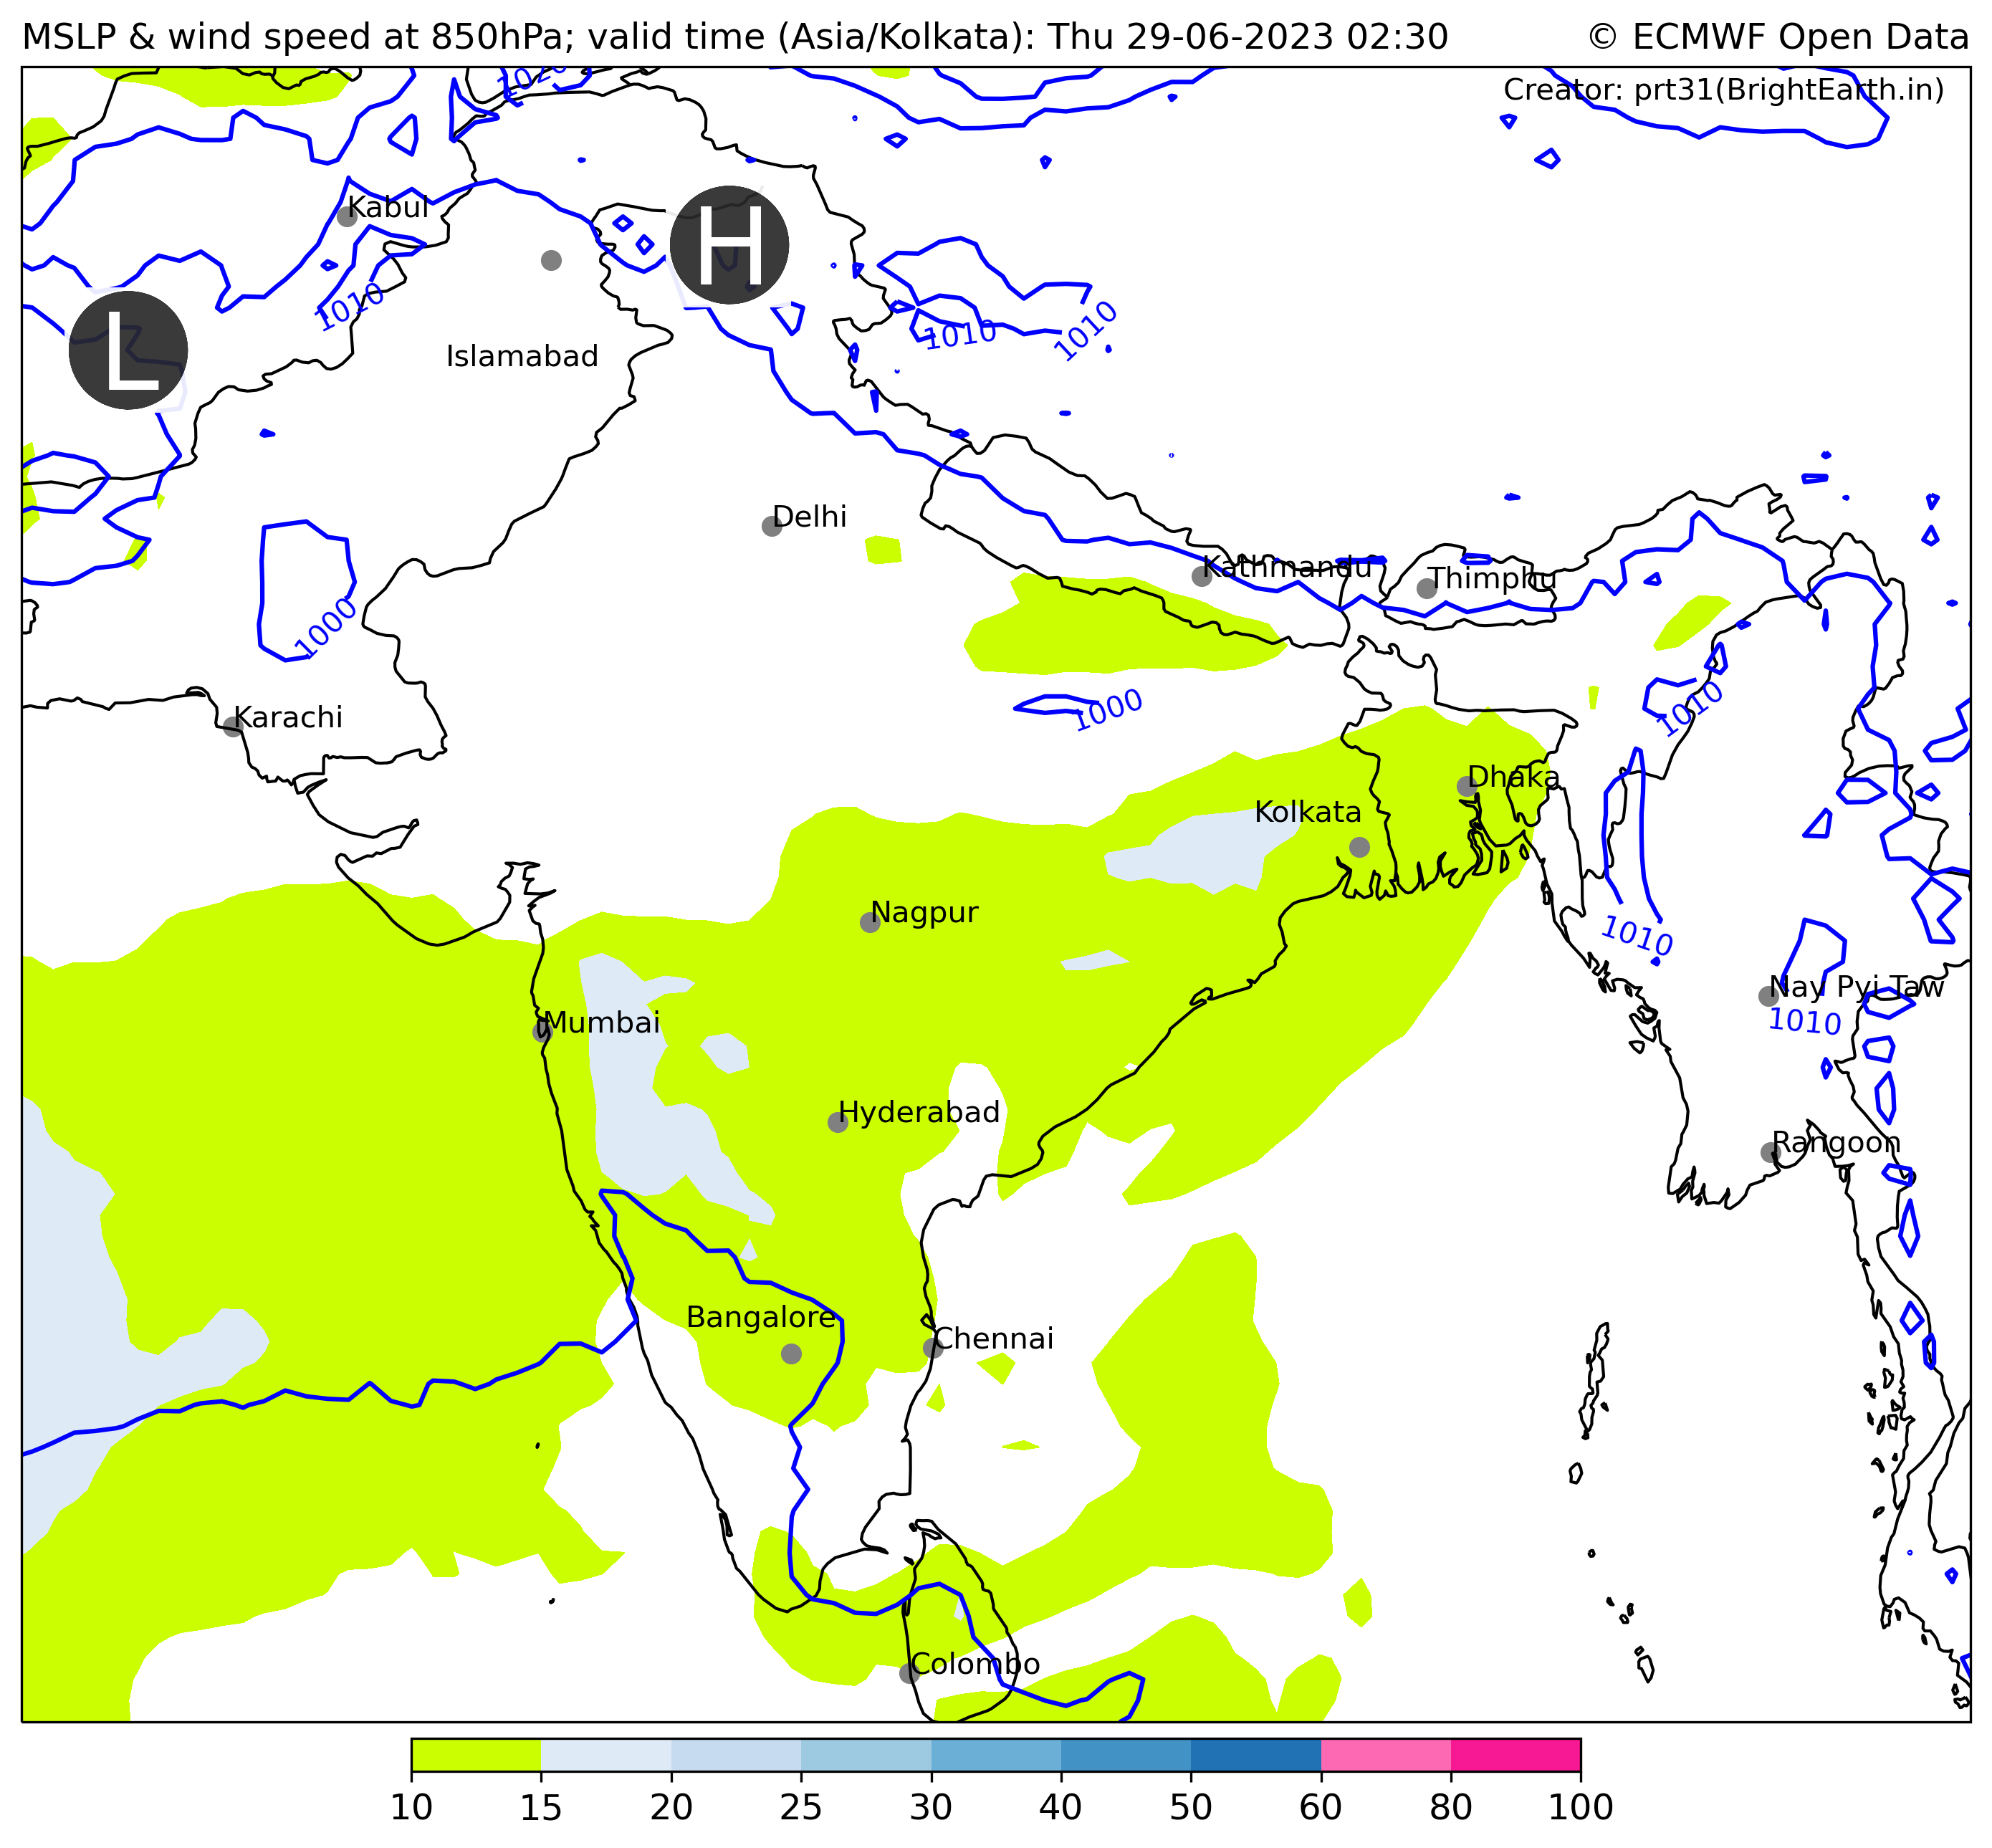 MSLP & wind speed at 850hPa; valid time (Asia/Kolkata): Thu 29-06-2023 02:30
© ECMWF Open Data
Creator: prt31(BrightEarth.in)
1020
Kabul
H
1010
L
1010
1010
Islamabad
Delhi
Kathmandu
Thimphu
1000
Karachi
1000
1010
Dhaka
Kolkata
Nagpur
1010
Nay Pyi Taw
Mumbai
1010
Hyderabad
Rangoon
Bangalore
Chennai
Colombo
10 15 20 25 30 40 50 60 80 100